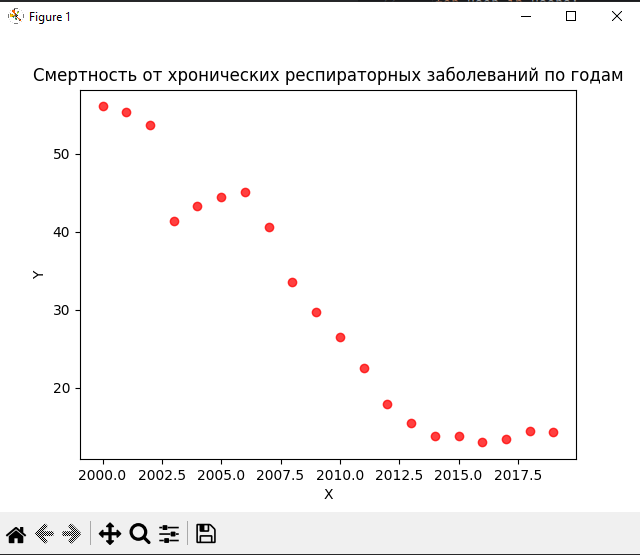 Figure 1
Смертность от хронических респираторных заболеваний по годам
50
40
30
20
Y
2000.0 2002.5 2005.0 2007.5 2010.0 2012.5 2015.0 2017.5
X